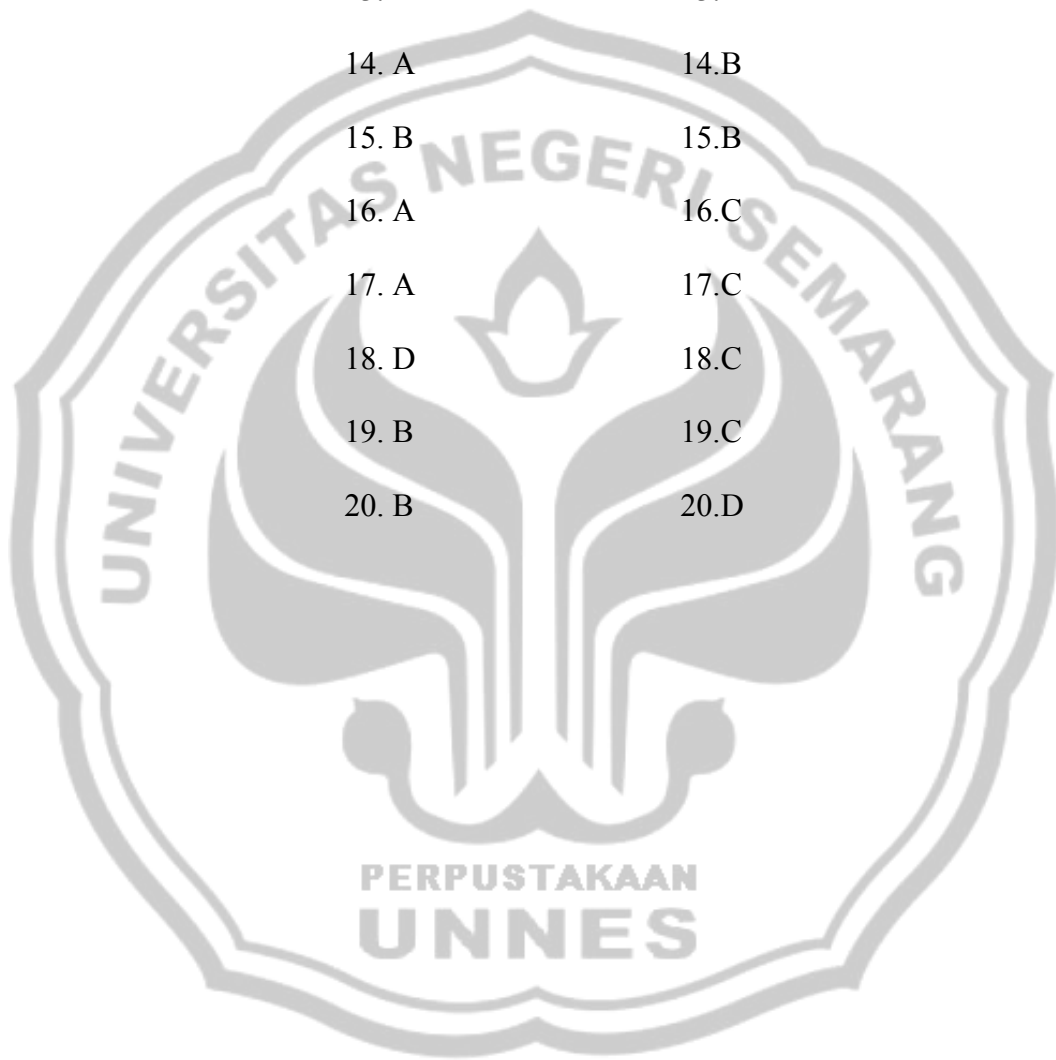 14. A 14.B
15. B 15.B
16. A 16.C
17. A 17.C
18. D 18.C
19. B 19.C
20. B 20.D
UNIVERSITAS NEGERI SEMARANG
PERPUSTAKAAN
UNNES